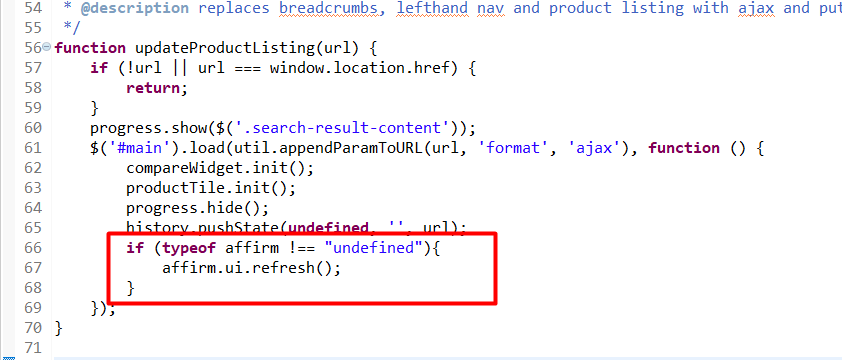 54 * @description replaces breadcrumbs, lefthand nav and product listing with ajax and put
55 */
56 function updateProductListing(url) {
57 if (!url || url === window.location.href) {
58 return;
59 }
60 progress.show($('.search-result-content'));
61 $('#main').load(util.appendParamToURL(url, 'format', 'ajax'), function () {
62 compareWidget.init();
63 productTile.init();
64 progress.hide();
65 history.pushState(undefined, '', url);
66 if (typeof affirm !== "undefined"){
67 affirm.ui.refresh();
68 }
69 });
70 }
71